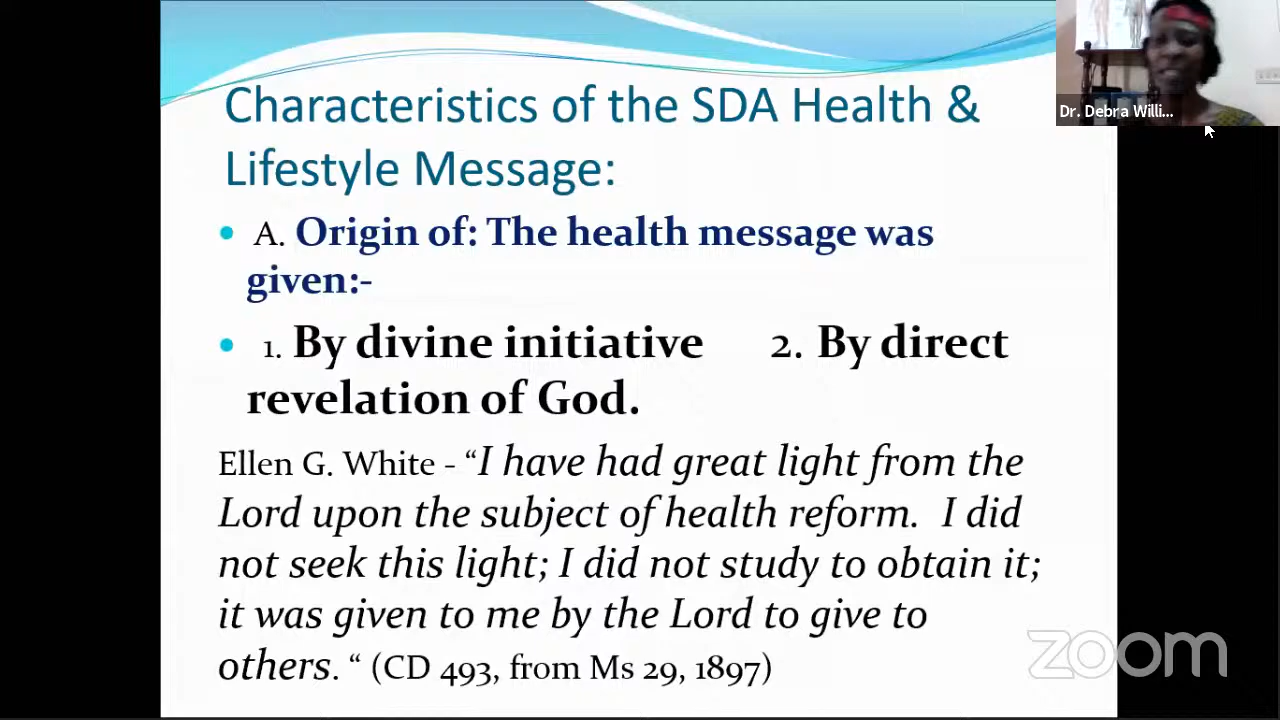 Characteristics of the SDA Health &
Lifestyle Message:
Dr. Debra Willi...
• A. Origin of: The health message was
given:-
• 1. By divine initiative 2. By direct
revelation of God.
Ellen G. White - “I have had great light from the
Lord upon the subject of health reform. I did
not seek this light; I did not study to obtain it;
it was given to me by the Lord to give to
others. “ (CD 493, from Ms 29, 1897)
zoom